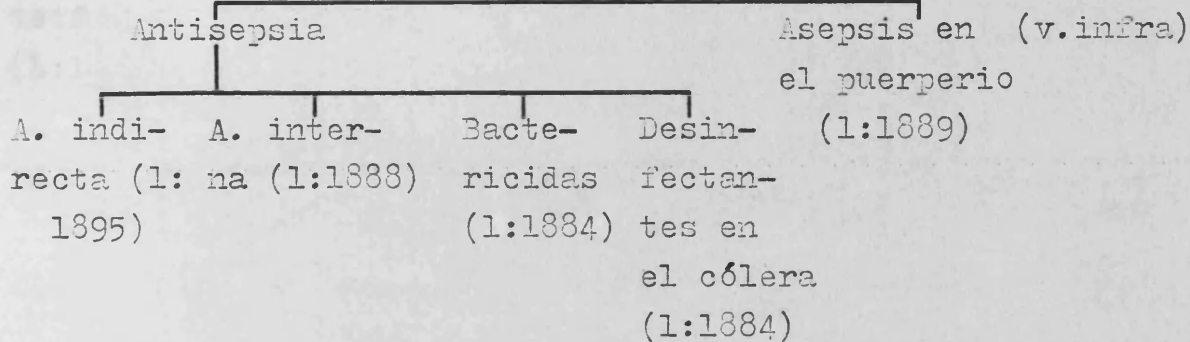 Antisepsia
Asepsis en (v.infra)
el puerperio
(1:1889)
A. indi-
recta (1:
1895)
A. inter-
na (1:1888)
Bacte-
ricidas
(1:1884)
Desin-
fectan-
tes en
el cólera
(1:1884)